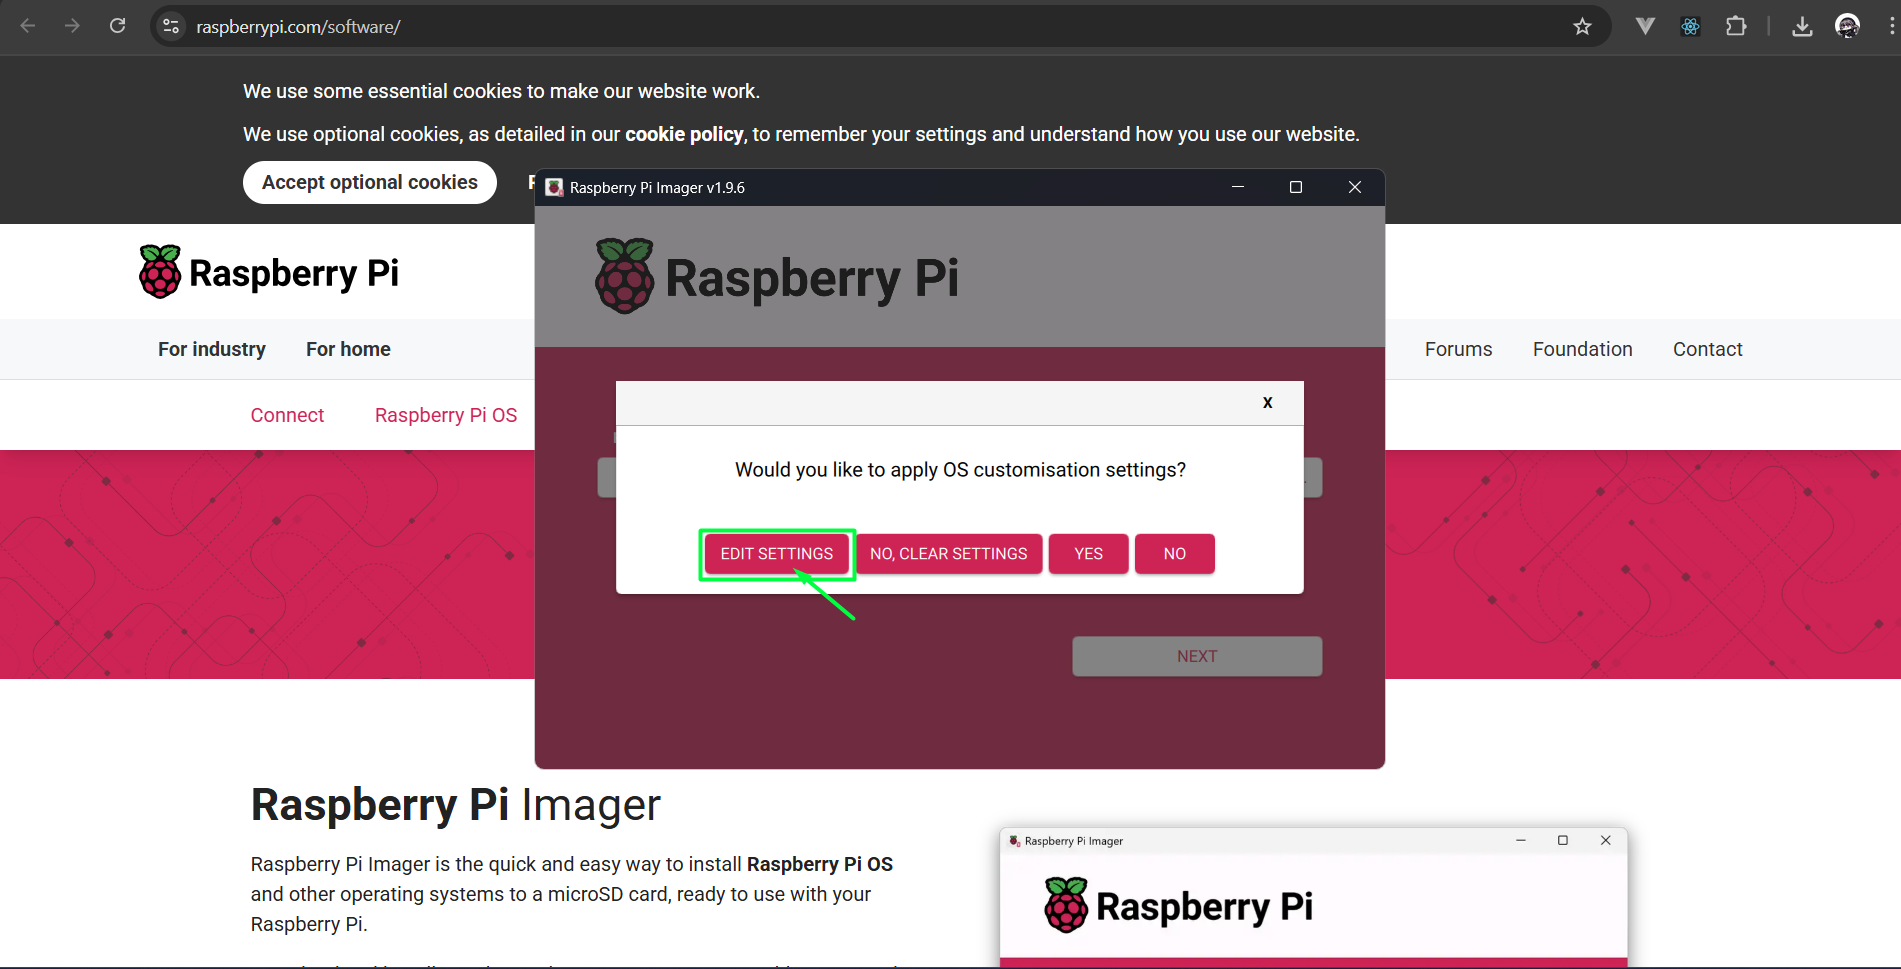 raspberrypi.com/software/
We use some essential cookies to make our website work.
We use optional cookies, as detailed in our cookie policy, to remember your settings and understand how you use our website.
Accept optional cookies
Raspberry Pi Imager v1.9.6
Raspberry Pi
Raspberry Pi
For industry
For home
Forums
Foundation
Contact
Connect
Raspberry Pi OS
X
Would you like to apply OS customisation settings?
EDIT SETTINGS
NO, CLEAR SETTINGS
YES
NO
NEXT
Raspberry Pi Imager
Raspberry Pi Imager is the quick and easy way to install Raspberry Pi OS
and other operating systems to a microSD card, ready to use with your
Raspberry Pi.
Raspberry Pi Imager
Raspberry Pi